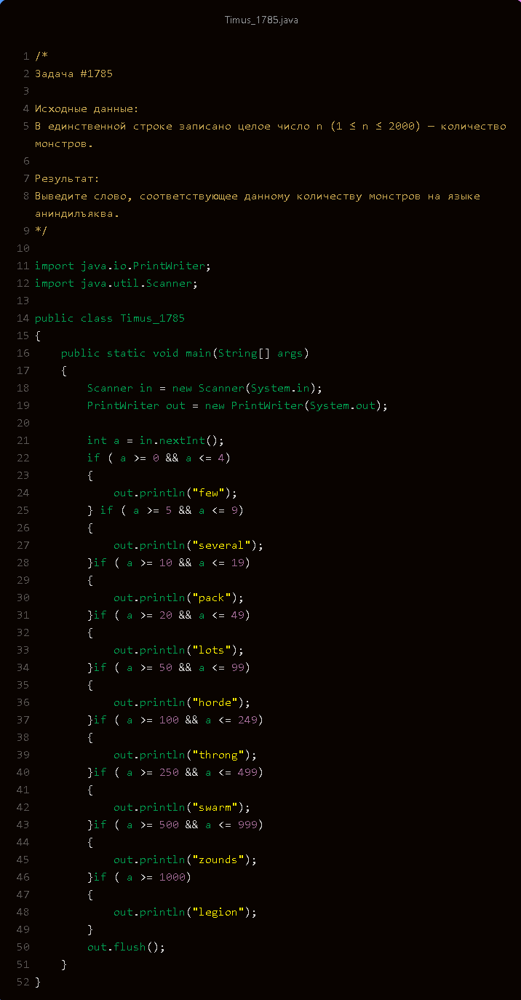 Timus_1785.java
1 /*
2 Задача #1785
3
4 Исходные данные:
5 В единственной строке записано целое число n (1 ≤ n ≤ 2000) — количество
монстров.
6
7 Результат:
8 Выведите слово, соответствующее данному количеству монстров на языке
аниндилъяква.
9 */
10
11 import java.io.PrintWriter;
12 import java.util.Scanner;
13
14 public class Timus_1785
15 {
16     public static void main(String[] args)
17     {
18         Scanner in = new Scanner(System.in);
19         PrintWriter out = new PrintWriter(System.out);
20
21         int a = in.nextInt();
22         if ( a >= 0 && a <= 4)
23         {
24             out.println("few");
25         } if ( a >= 5 && a <= 9)
26         {
27             out.println("several");
28         }if ( a >= 10 && a <= 19)
29         {
30             out.println("pack");
31         }if ( a >= 20 && a <= 49)
32         {
33             out.println("lots");
34         }if ( a >= 50 && a <= 99)
35         {
36             out.println("horde");
37         }if ( a >= 100 && a <= 249)
38         {
39             out.println("throng");
40         }if ( a >= 250 && a <= 499)
41         {
42             out.println("swarm");
43         }if ( a >= 500 && a <= 999)
44         {
45             out.println("zounds");
46         }if ( a >= 1000)
47         {
48             out.println("legion");
49         }
50         out.flush();
51     }
52 }